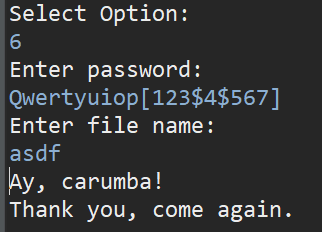 Select Option:
6
Enter password:
Qwertyuiop[123$4$567]
Enter file name:
asdf
Ay, carumba!
Thank you, come again.